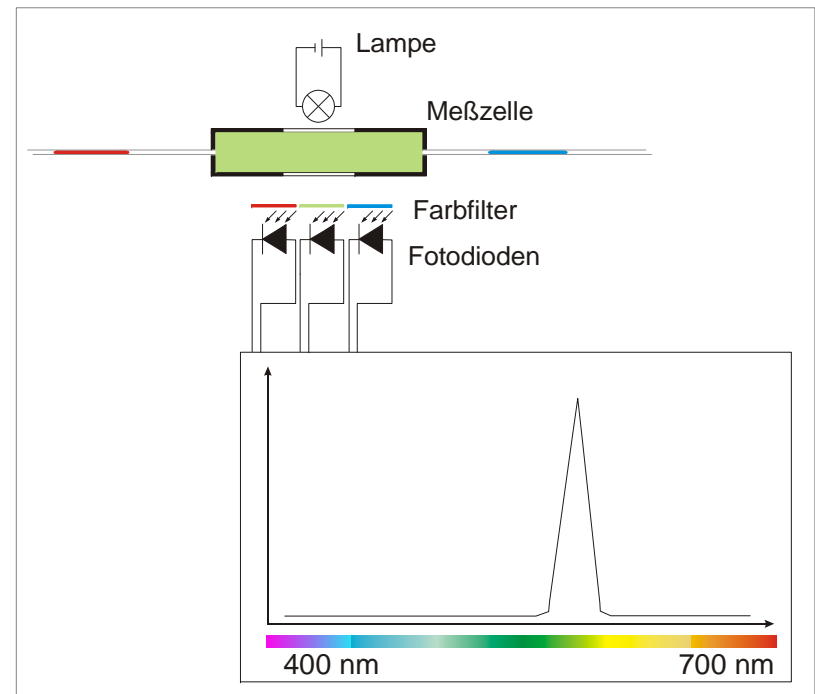 Lampe
Meßzelle
Farbfilter
Fotodioden
400 nm
700 nm